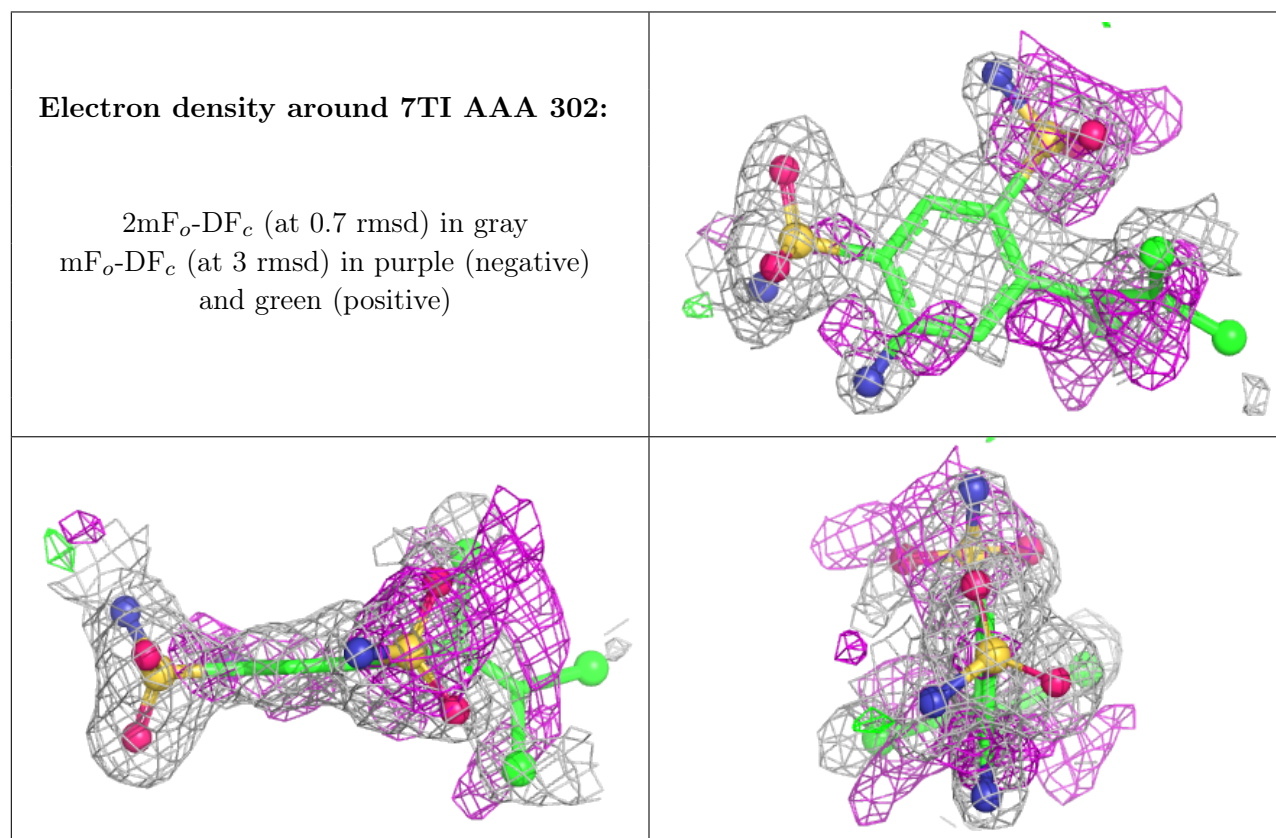 Electron density around 7TI AAA 302:
2mFₒ-DF𝒸 (at 0.7 rmsd) in gray
mFₒ-DF𝒸 (at 3 rmsd) in purple (negative)
and green (positive)